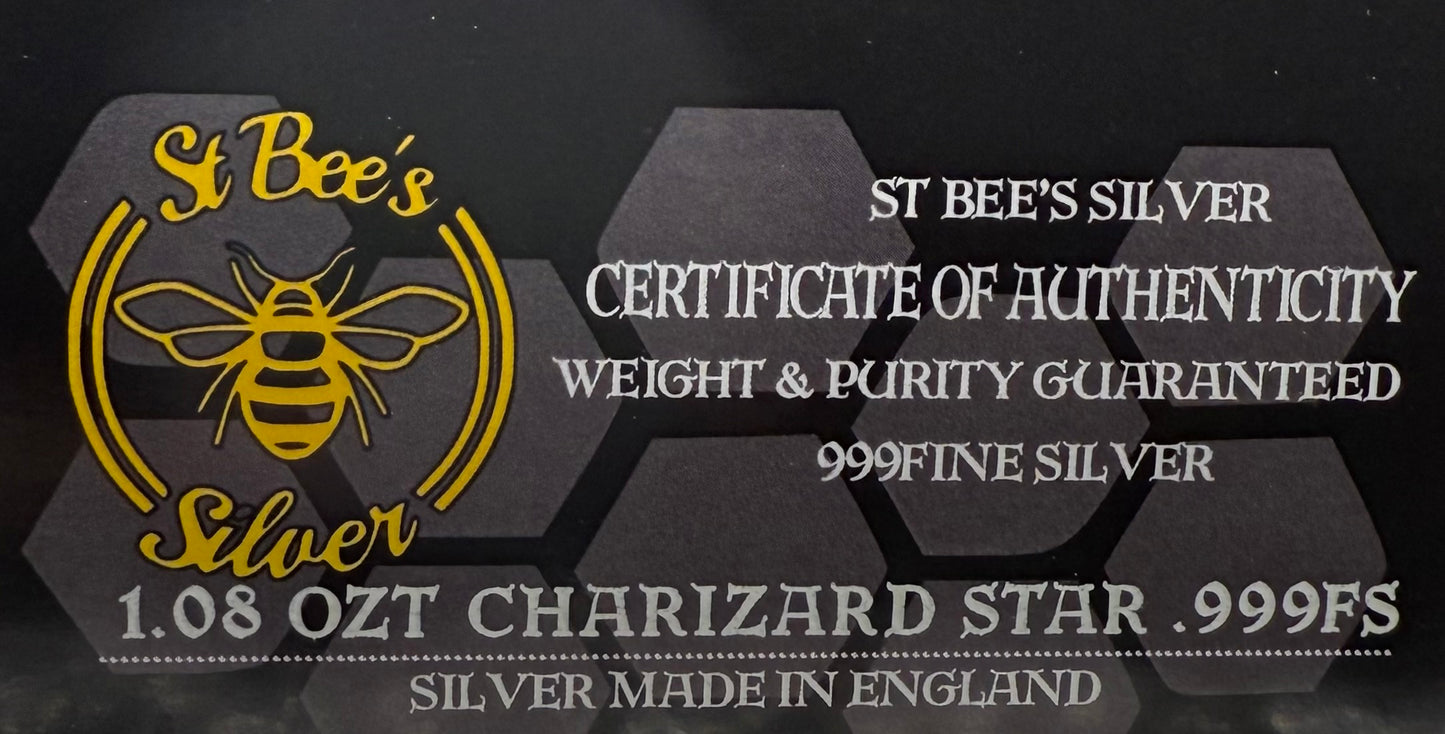 St Bee's
Silver
ST BEE'S SILVER
CERTIFICATE OF AUTHENTICITY
WEIGHT & PURITY GUARANTEED
999FINE SILVER
1.08 OZT CHARIZARD STAR .999FS
SILVER MADE IN ENGLAND